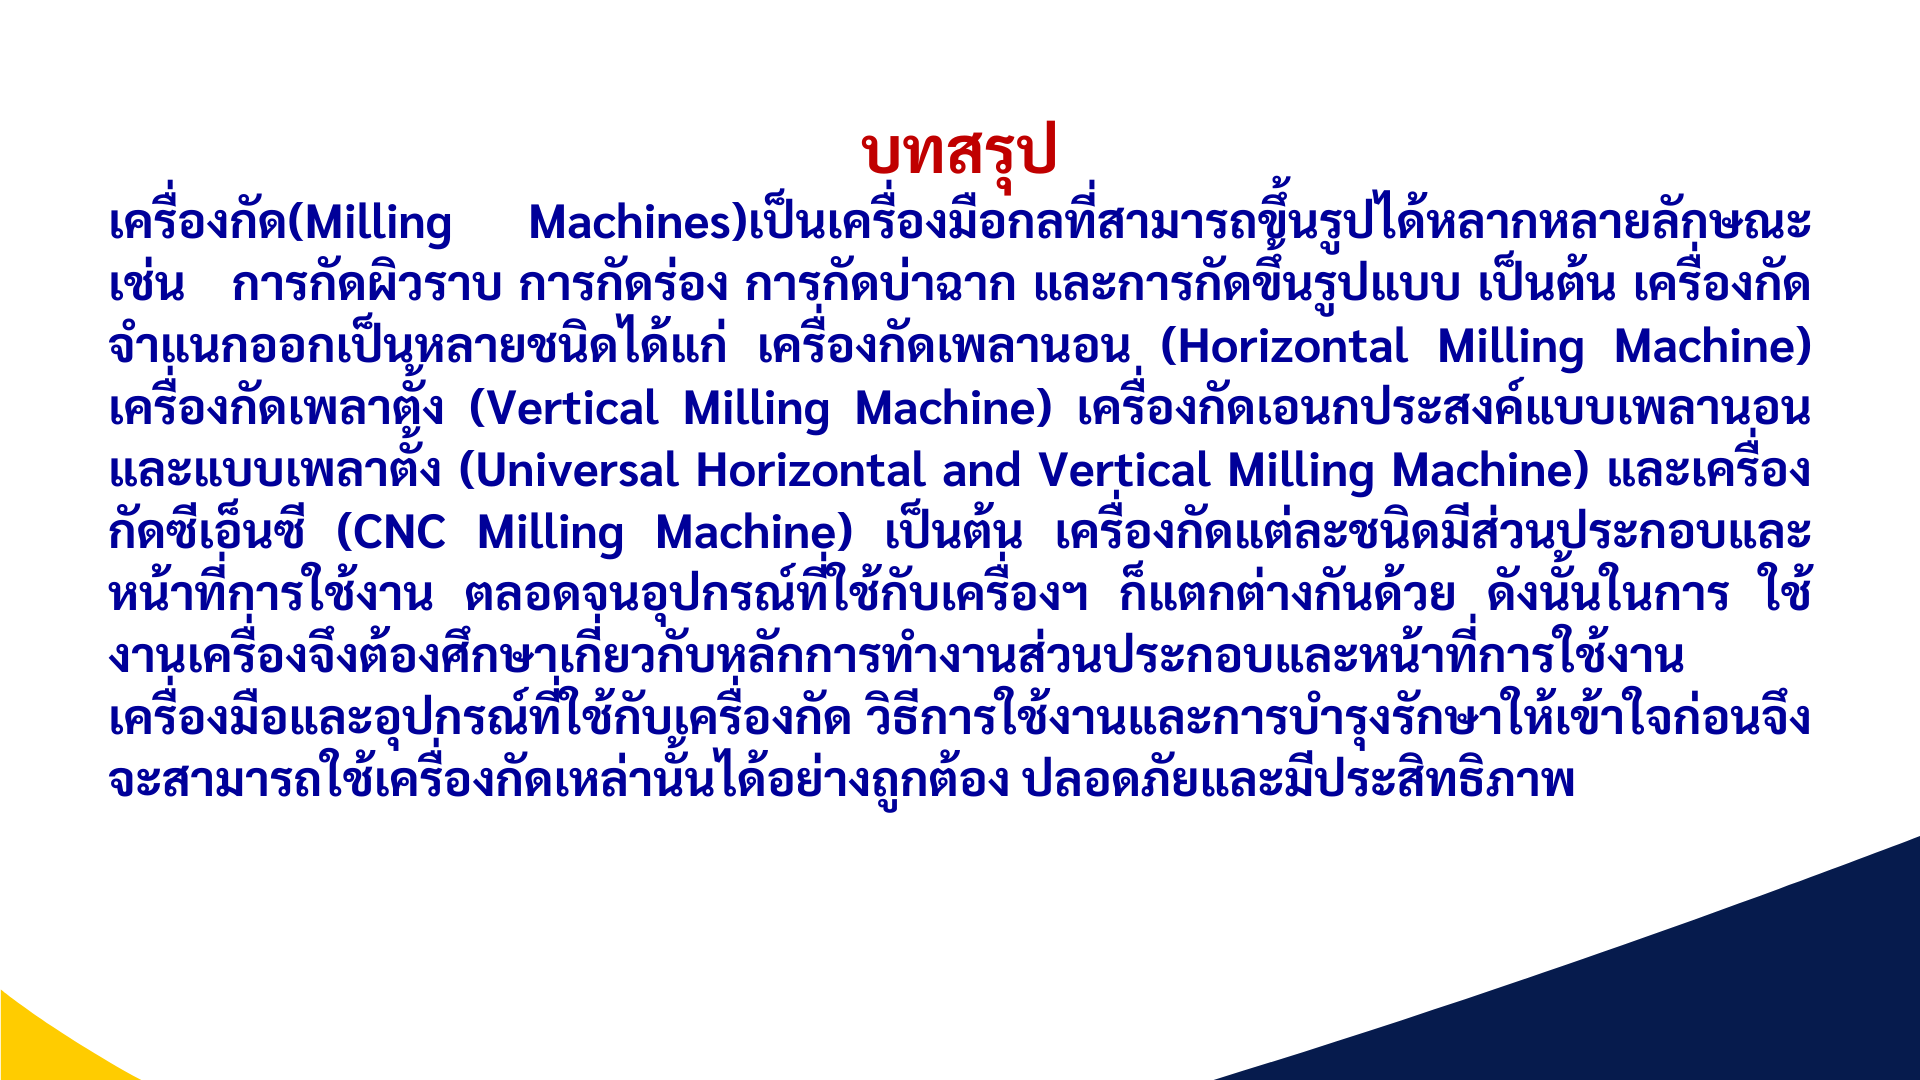 บทสรุป
เครื่องกัด(Milling Machines)เป็นเครื่องมือกลที่สามารถขึ้นรูปได้หลากหลายลักษณะ
เช่น การกัดผิวราบ การกัดร่อง การกัดบ่าฉาก และการกัดขึ้นรูปแบบ เป็นต้น เครื่องกัด
จำแนกออกเป็นหลายชนิดได้แก่ เครื่องกัดเพลานอน (Horizontal Milling Machine)
เครื่องกัดเพลาตั้ง (Vertical Milling Machine) เครื่องกัดเอนกประสงค์แบบเพลานอน
และแบบเพลาตั้ง (Universal Horizontal and Vertical Milling Machine) และเครื่อง
กัดซีเอ็นซี (CNC Milling Machine) เป็นต้น เครื่องกัดแต่ละชนิดมีส่วนประกอบและ
หน้าที่การใช้งาน ตลอดจนอุปกรณ์ที่ใช้กับเครื่องฯ ก็แตกต่างกันด้วย ดังนั้นในการ ใช้
งานเครื่องจึงต้องศึกษาเกี่ยวกับหลักการทำงานส่วนประกอบและหน้าที่การใช้งาน
เครื่องมือและอุปกรณ์ที่ใช้กับเครื่องกัด วิธีการใช้งานและการบำรุงรักษาให้เข้าใจก่อนจึง
จะสามารถใช้เครื่องกัดเหล่านั้นได้อย่างถูกต้อง ปลอดภัยและมีประสิทธิภาพ